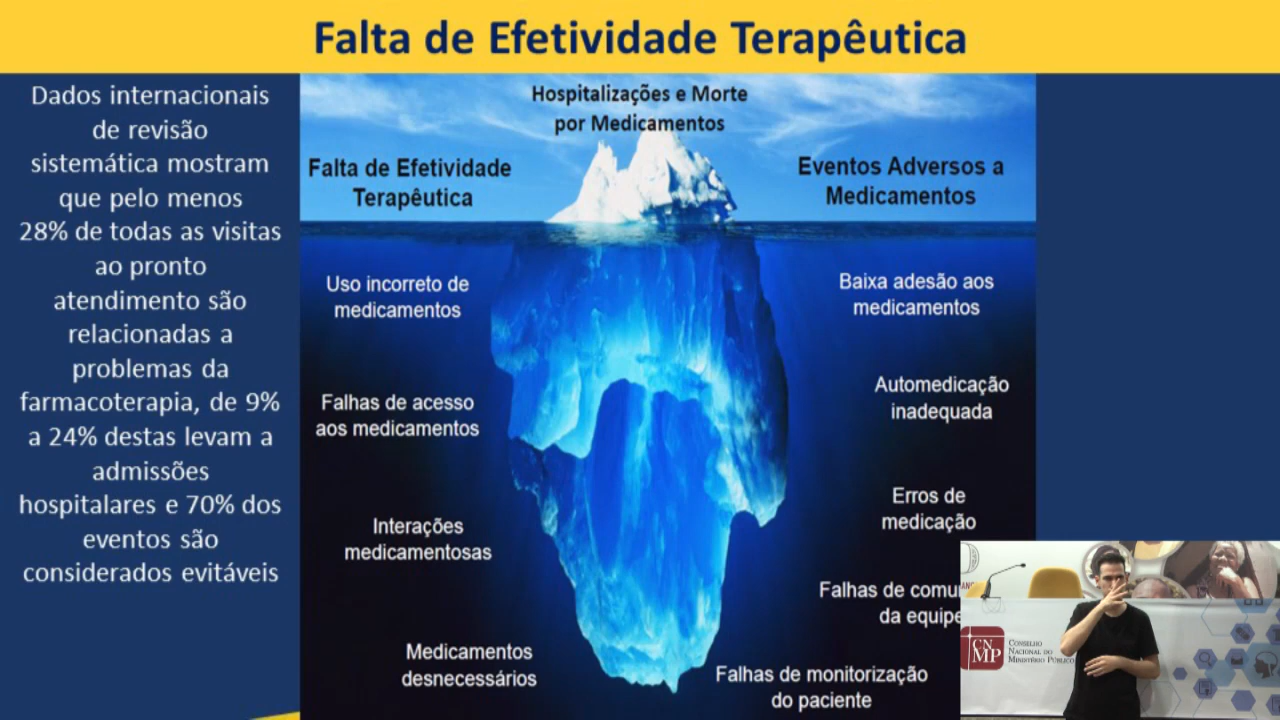 Falta de Efetividade Terapêutica
Dados internacionais
de revisão
sistemática mostram
que pelo menos
28% de todas as visitas
ao pronto
atendimento são
relacionadas a
problemas da
farmacoterapia, de 9%
a 24% destas levam a
admissões
hospitalares e 70% dos
eventos são
considerados evitáveis
Hospitalizações e Morte
por Medicamentos
Falta de Efetividade
Terapêutica
Eventos Adversos a
Medicamentos
Uso incorreto de
medicamentos
Baixa adesão aos
medicamentos
Falhas de acesso
aos medicamentos
Automedicação
inadequada
Interações
medicamentosas
Erros de
medicação
Falhas de
da
Medicamentos
desnecessários
Falhas de monitorização
do paciente
CN
MP
Conselho
Nacional do
Ministério Público